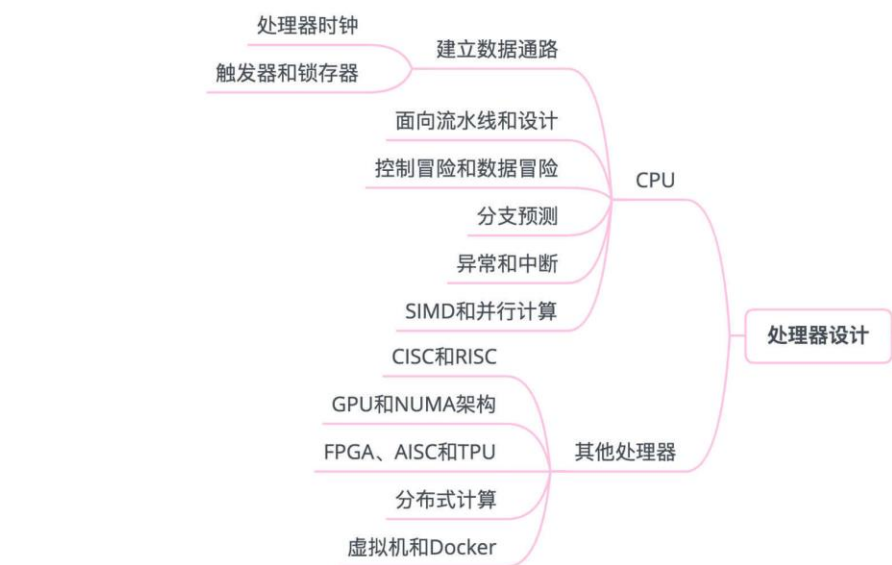 处理器时钟
建立数据通路
触发器和锁存器
面向流水线和设计
控制冒险和数据冒险
CPU
分支预测
异常和中断
SIMD和并行计算
处理器设计
CISC和RISC
GPU和NUMA架构
FPGA、AISC和TPU
其他处理器
分布式计算
虚拟机和Docker